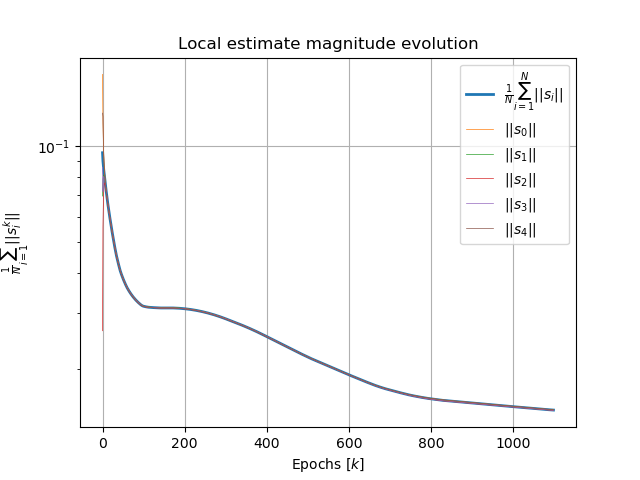 Local estimate magnitude evolution
$\frac{1}{N}\sum_{i=1}^{N}||s_i||$
$||s_0||$
$||s_1||$
$||s_2||$
$||s_3||$
$||s_4||$
$10^{-1}$
$\frac{1}{N}\sum_{i=1}||s_i^k||$
0 200 400 600 800 1000
Epochs [$k$]